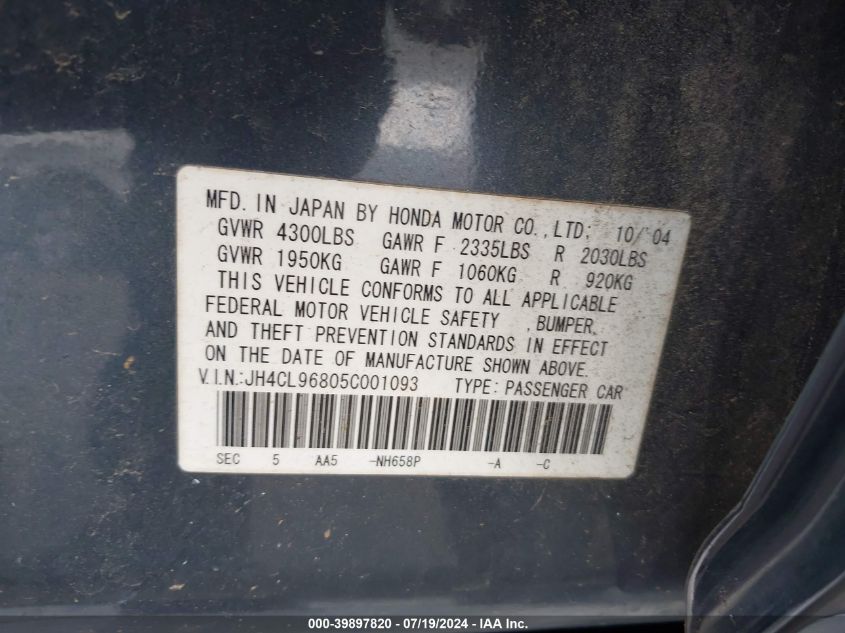 MFD. IN JAPAN BY HONDA MOTOR CO., LTD; 10/'04
GVWR 4300LBS GAWR F 2335LBS R 2030LBS
GVWR 1950KG GAWR F 1060KG R 920KG
THIS VEHICLE CONFORMS TO ALL APPLICABLE
FEDERAL MOTOR VEHICLE SAFETY , BUMPER,
AND THEFT PREVENTION STANDARDS IN EFFECT
ON THE DATE OF MANUFACTURE SHOWN ABOVE.
V.I.N.:JH4CL96805C001093 TYPE: PASSENGER CAR
SEC 5 AA5 -NH658P -A -C
000-39897820 / 07/19/2024 - IAA Inc.